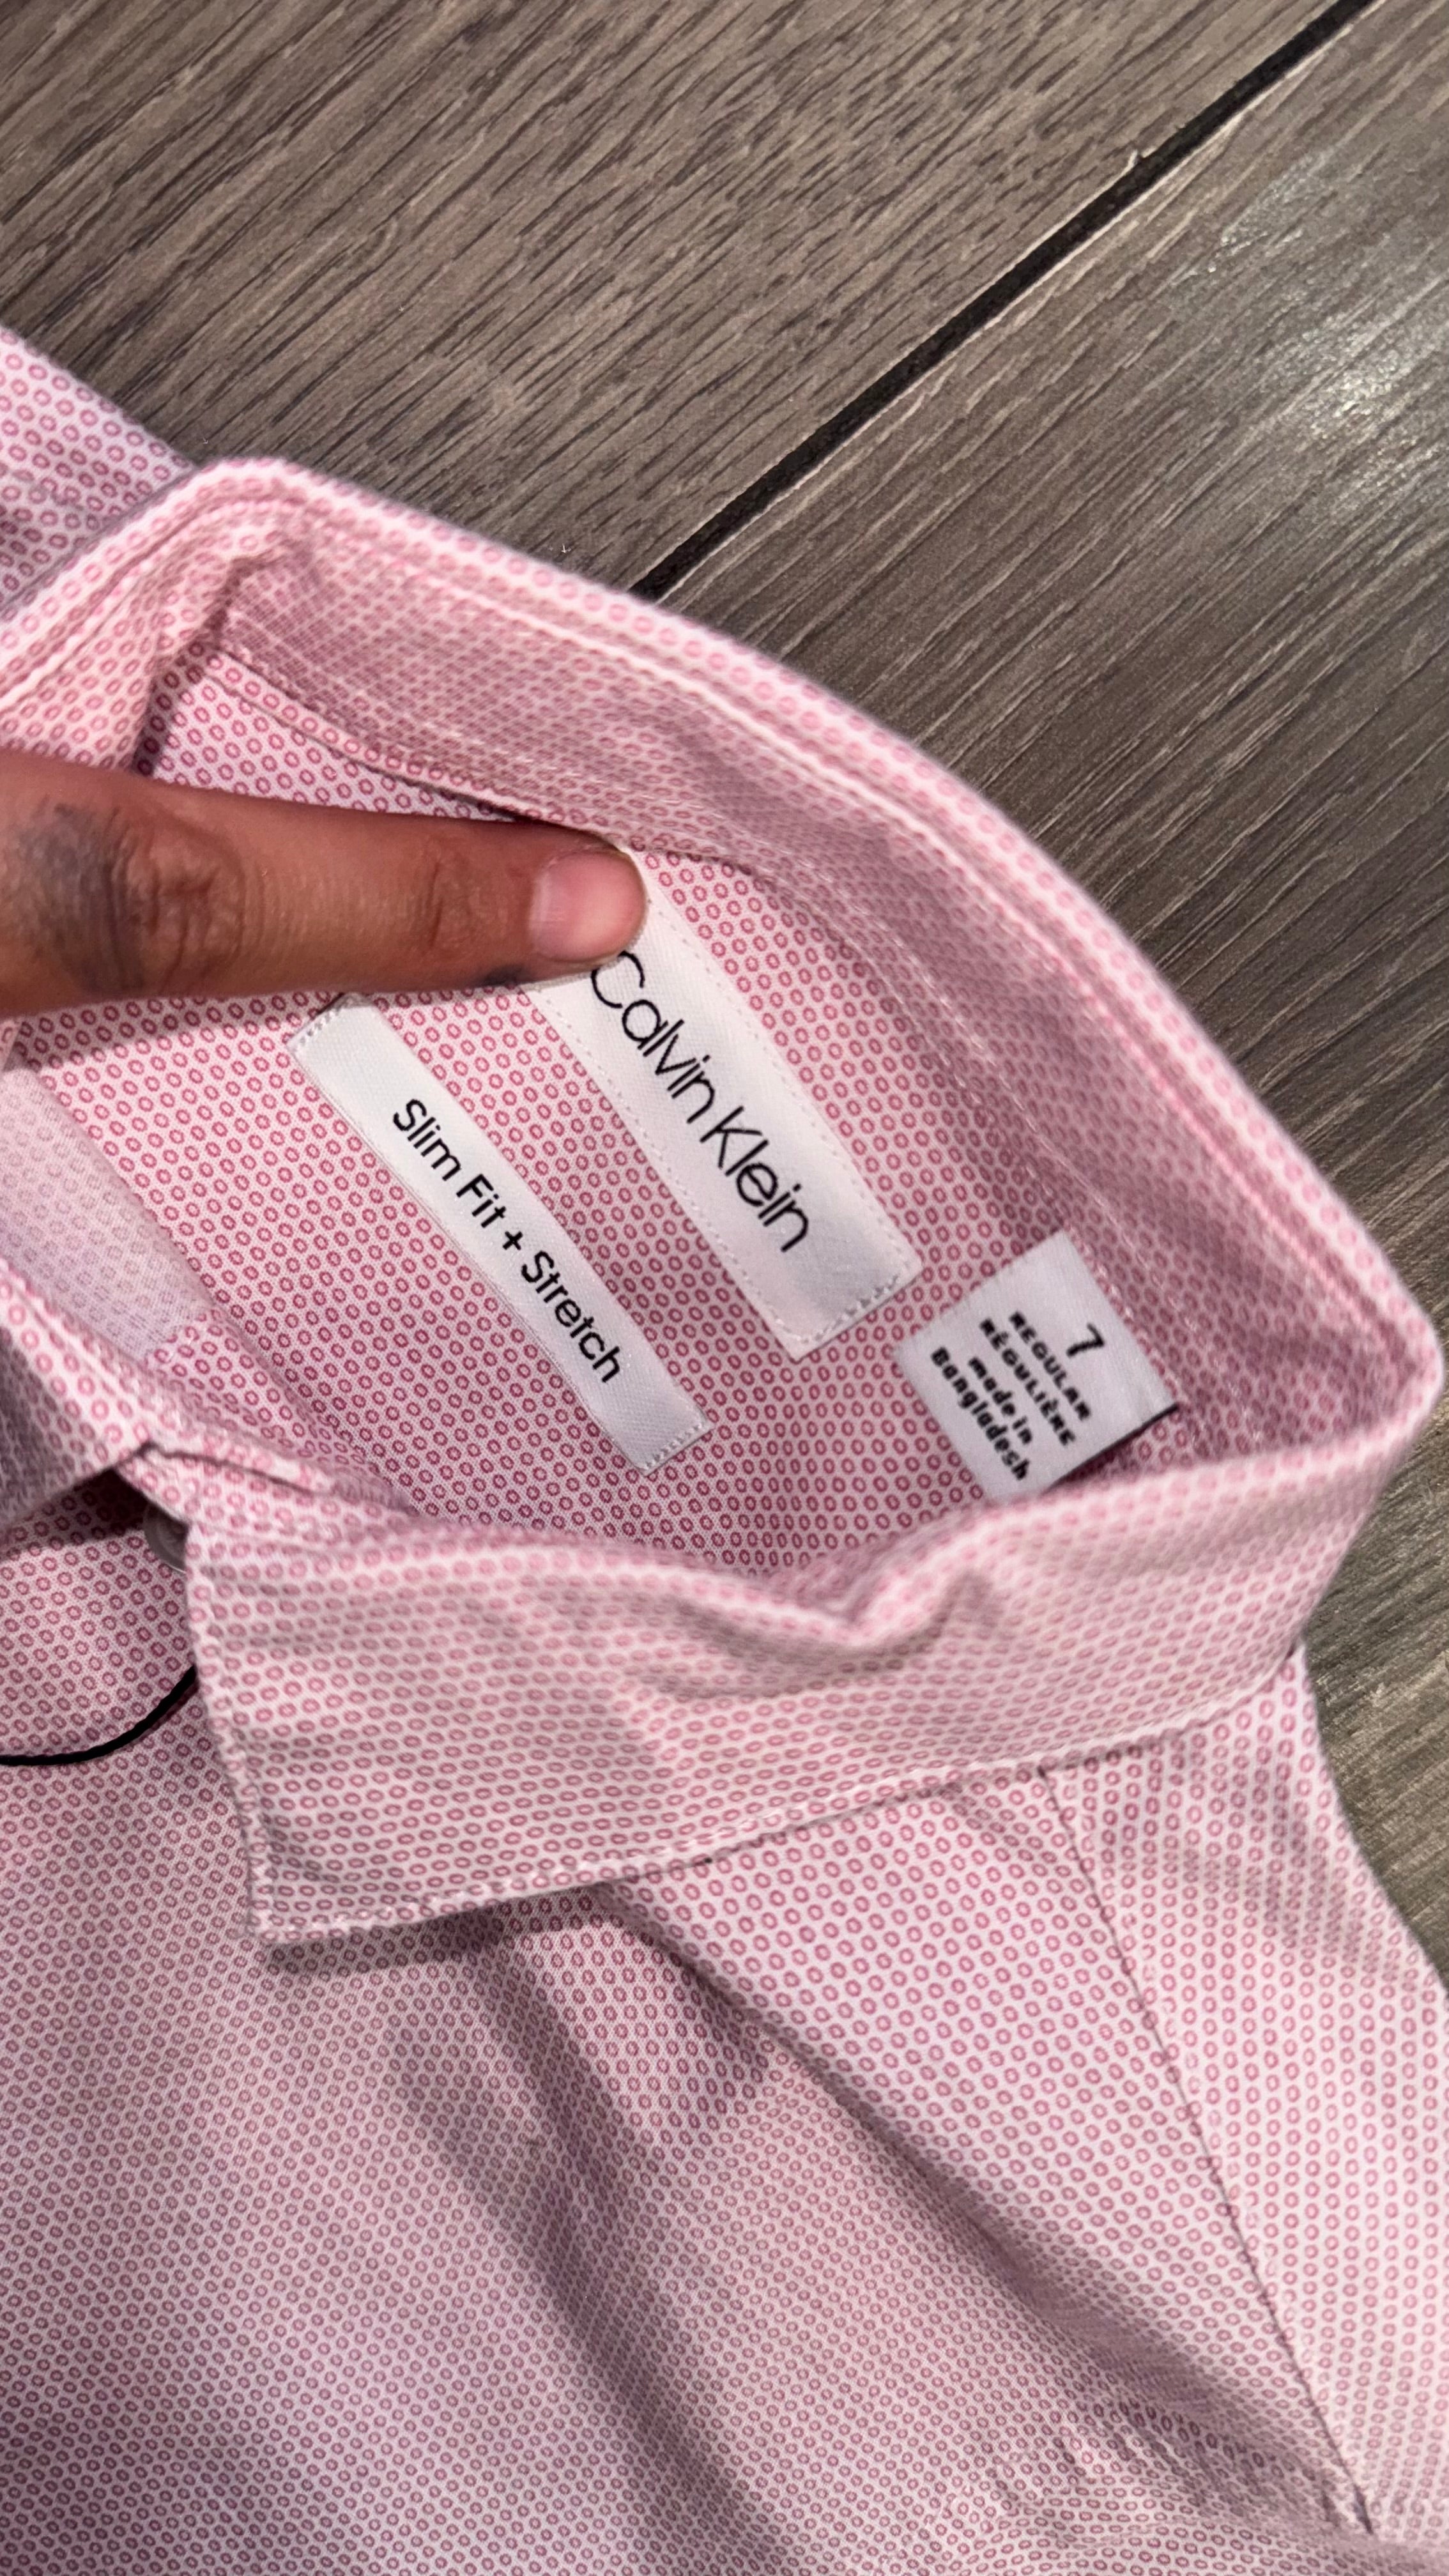 Calvin Klein
Slim Fit + Stretch
7
REGULAR
RÉGULIÈRE
made in
Bangladesh